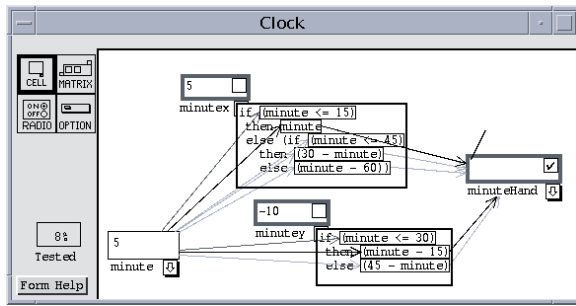 Clock
CELL
MATRIX
ON
OFF
RADIO
OPTION
8%
Tested
Form Help
5
minutex
if (minute <= 15)
then minute
else (if (minute <= 45)
then (30 - minute)
else (minute - 60))
minuteHand
-10
minutey
if (minute <= 30)
then (minute - 15)
else (45 - minute)
5
minute